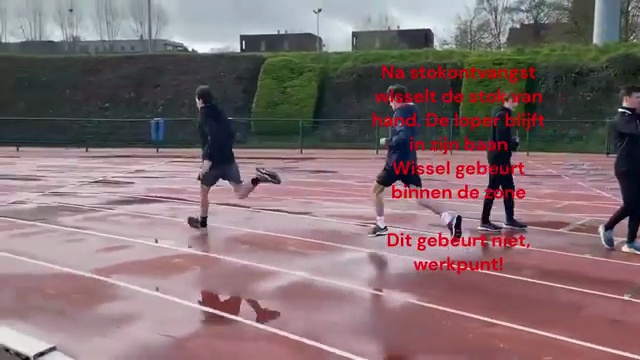 Na stokontvangst
wisselt de stok van
hand. De loper blijft
in zijn baan
Wissel gebeurt
binnen de zone
Dit gebeurt niet,
werkpunt!